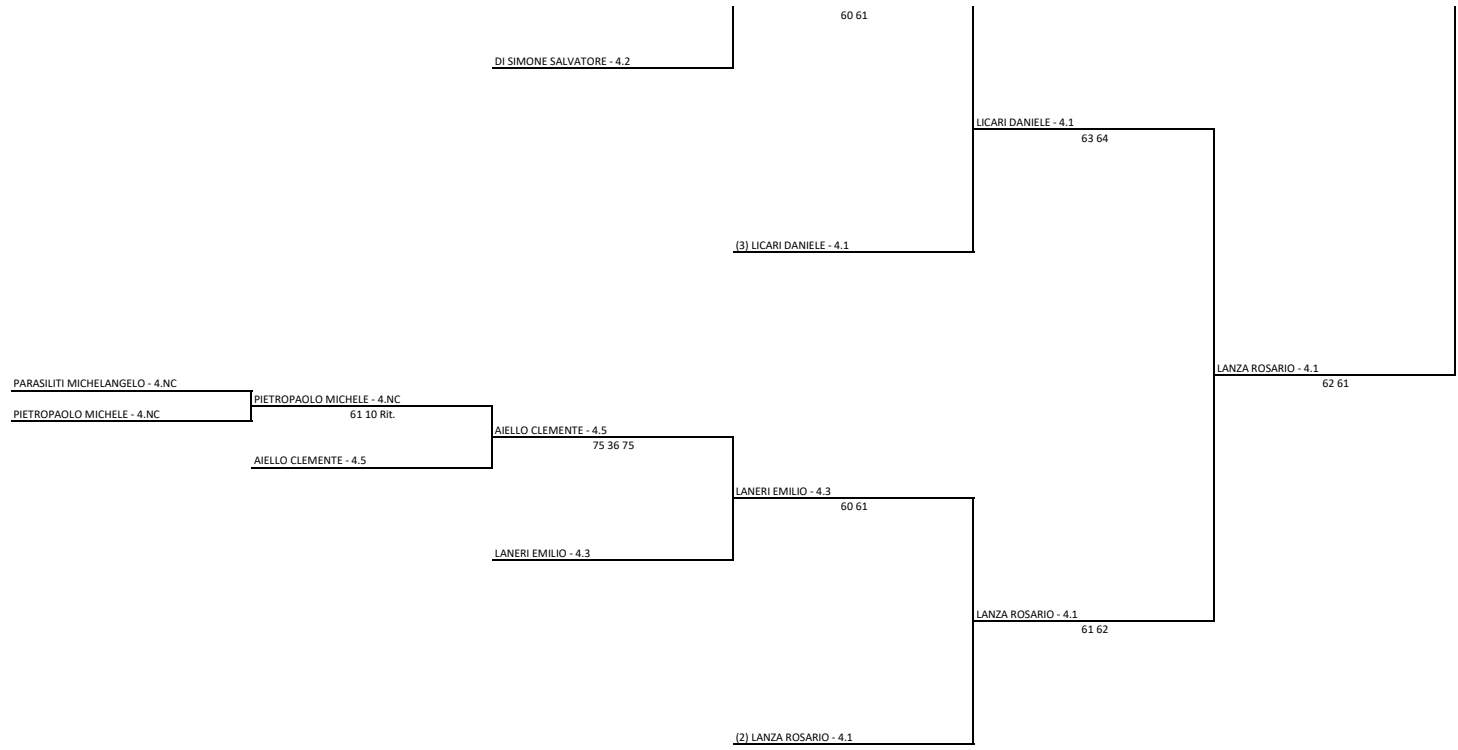 60 61
DI SIMONE SALVATORE - 4.2
LICARI DANIELE - 4.1
63 64
(3) LICARI DANIELE - 4.1
LANZA ROSARIO - 4.1
62 61
PARASILITI MICHELANGELO - 4.NC
PIETROPAOLO MICHELE - 4.NC
61 10 Rit.
PIETROPAOLO MICHELE - 4.NC
AIELLO CLEMENTE - 4.5
75 36 75
AIELLO CLEMENTE - 4.5
LANERI EMILIO - 4.3
60 61
LANERI EMILIO - 4.3
LANZA ROSARIO - 4.1
61 62
(2) LANZA ROSARIO - 4.1